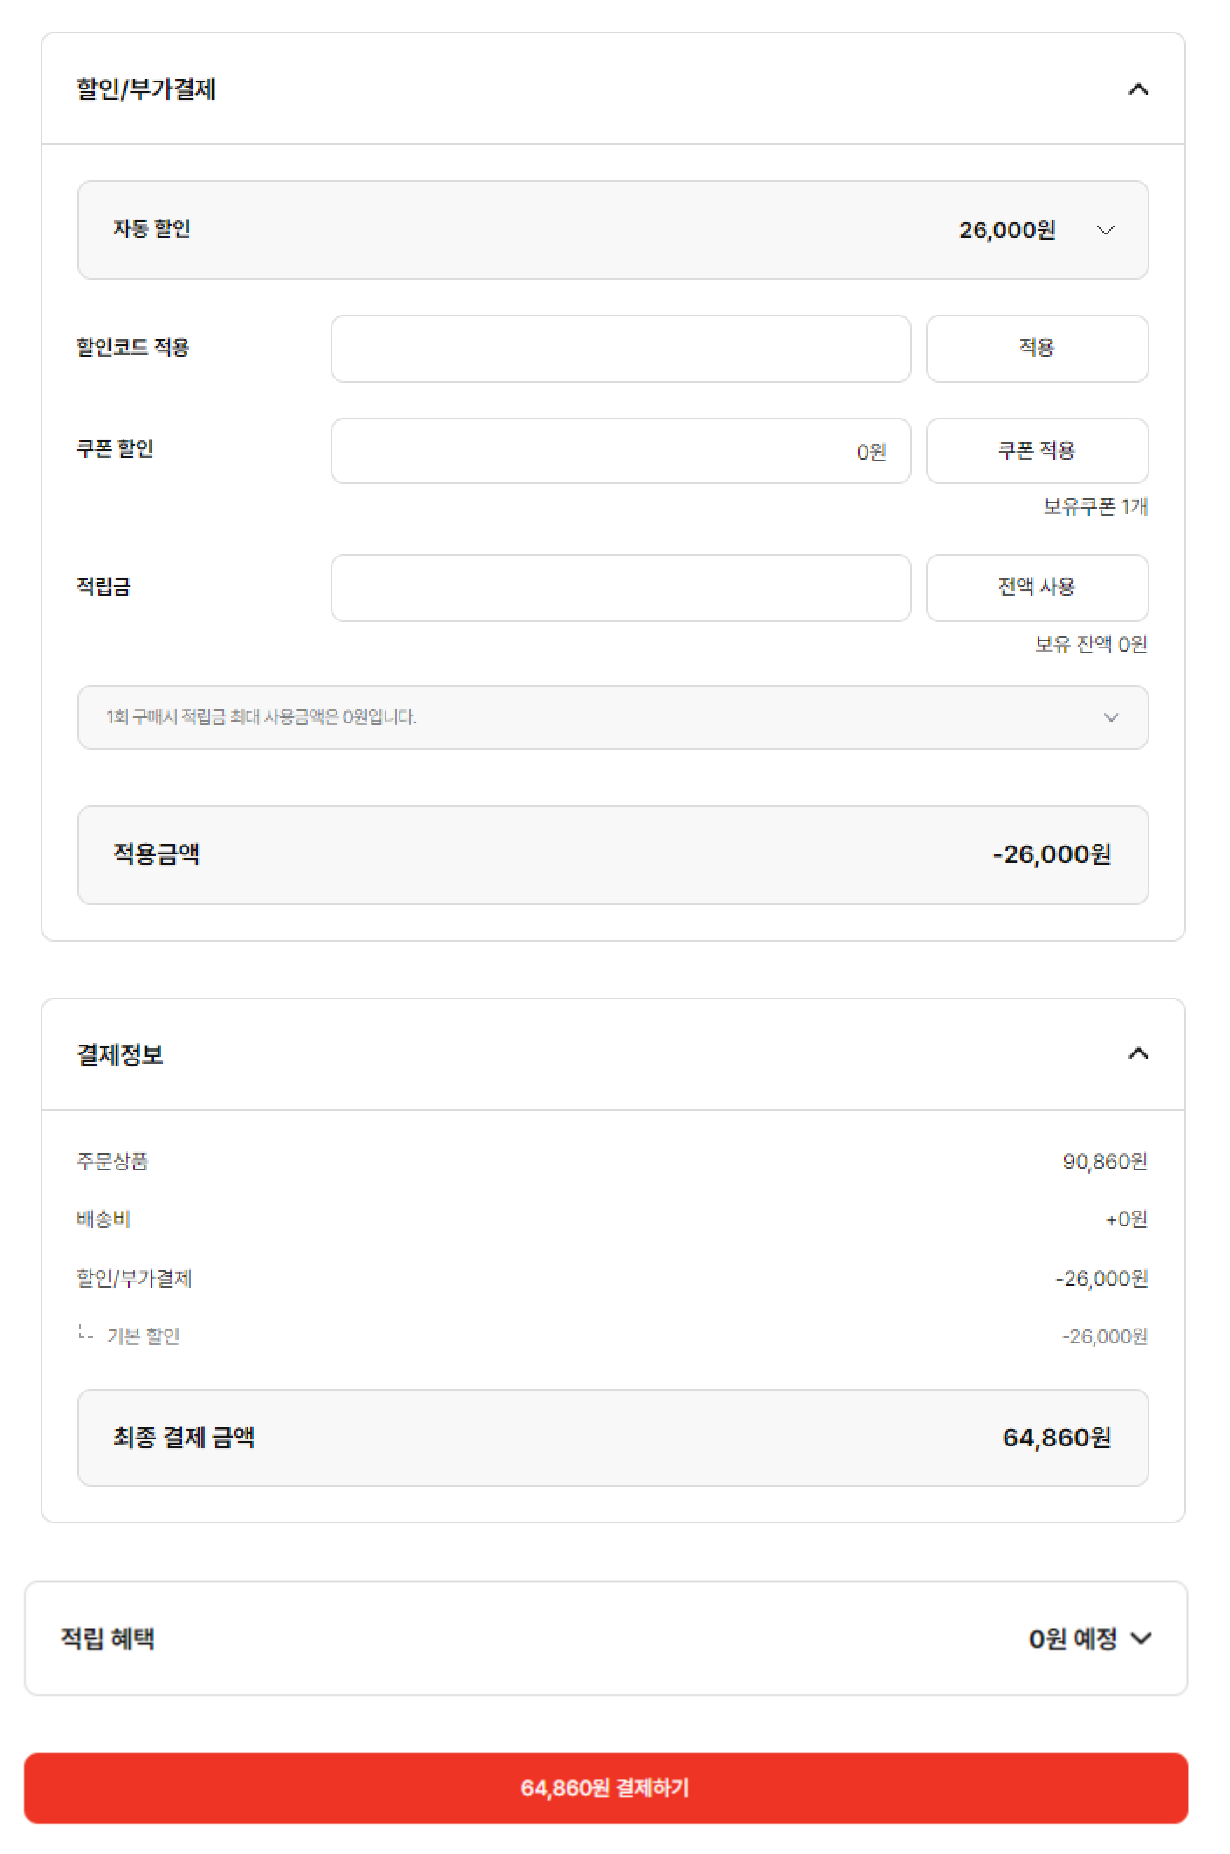 할인/부가결제
자동 할인 26,000원
할인코드 적용 적용
쿠폰 할인 0원 쿠폰 적용
보유쿠폰 1개
적립금 전액 사용
보유 잔액 0원
1회 구매시 적립금 최대 사용금액은 0원입니다.
적용금액 -26,000원
결제정보
주문상품 90,860원
배송비 +0원
할인/부가결제 -26,000원
기본 할인 -26,000원
최종 결제 금액 64,860원
적립 혜택 0원 예정
64,860원 결제하기